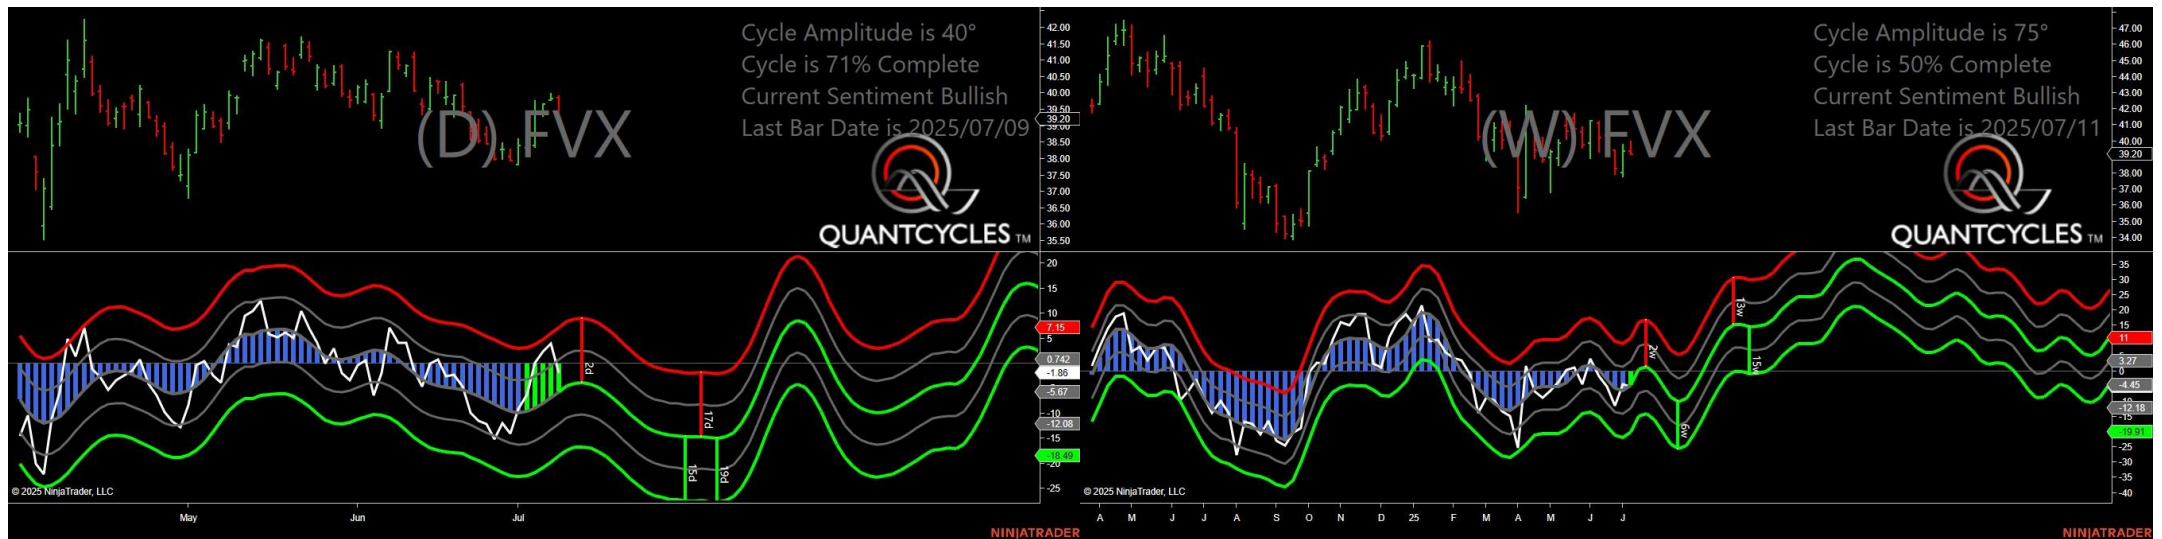 Cycle Amplitude is 40°
Cycle is 71% Complete
Current Sentiment Bullish
Last Bar Date is 2025/07/09
(D) FVX
QUANTCYCLES TM
42.00
41.50
41.00
40.50
40.00
39.50
39.20
39.00
38.50
38.00
37.50
37.00
36.50
36.00
35.50
20
15
10
7.15
5
0.742
-1.86
-5.67
-10
-12.08
-15
-18.49
-20
-25
2d
17d
15d
19d
© 2025 NinjaTrader, LLC
May
Jun
Jul
NINJATRADER
Cycle Amplitude is 75°
Cycle is 50% Complete
Current Sentiment Bullish
Last Bar Date is 2025/07/11
(W) FVX
QUANTCYCLES TM
47.00
46.00
45.00
44.00
43.00
42.00
41.00
40.00
39.20
38.00
37.00
36.00
35.00
34.00
35
30
25
20
15
11
3.27
0
-4.45
-10
-12.18
-15
-19.91
-25
-30
-35
-40
2w
6w
13w
15w
© 2025 NinjaTrader, LLC
A M J J A S O N D 25 F M A M J J
NINJATRADER